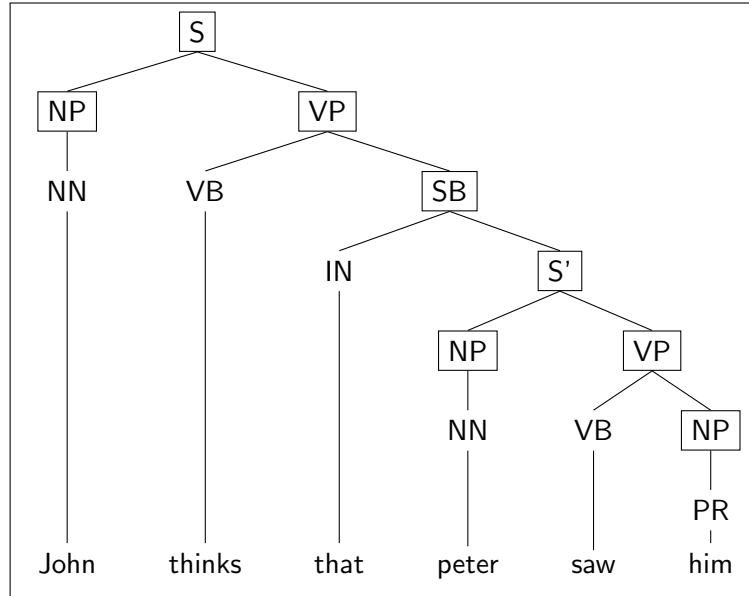 S
NP VP
NN VB SB
IN S'
NP VP
NN VB NP
PR
John thinks that peter saw him